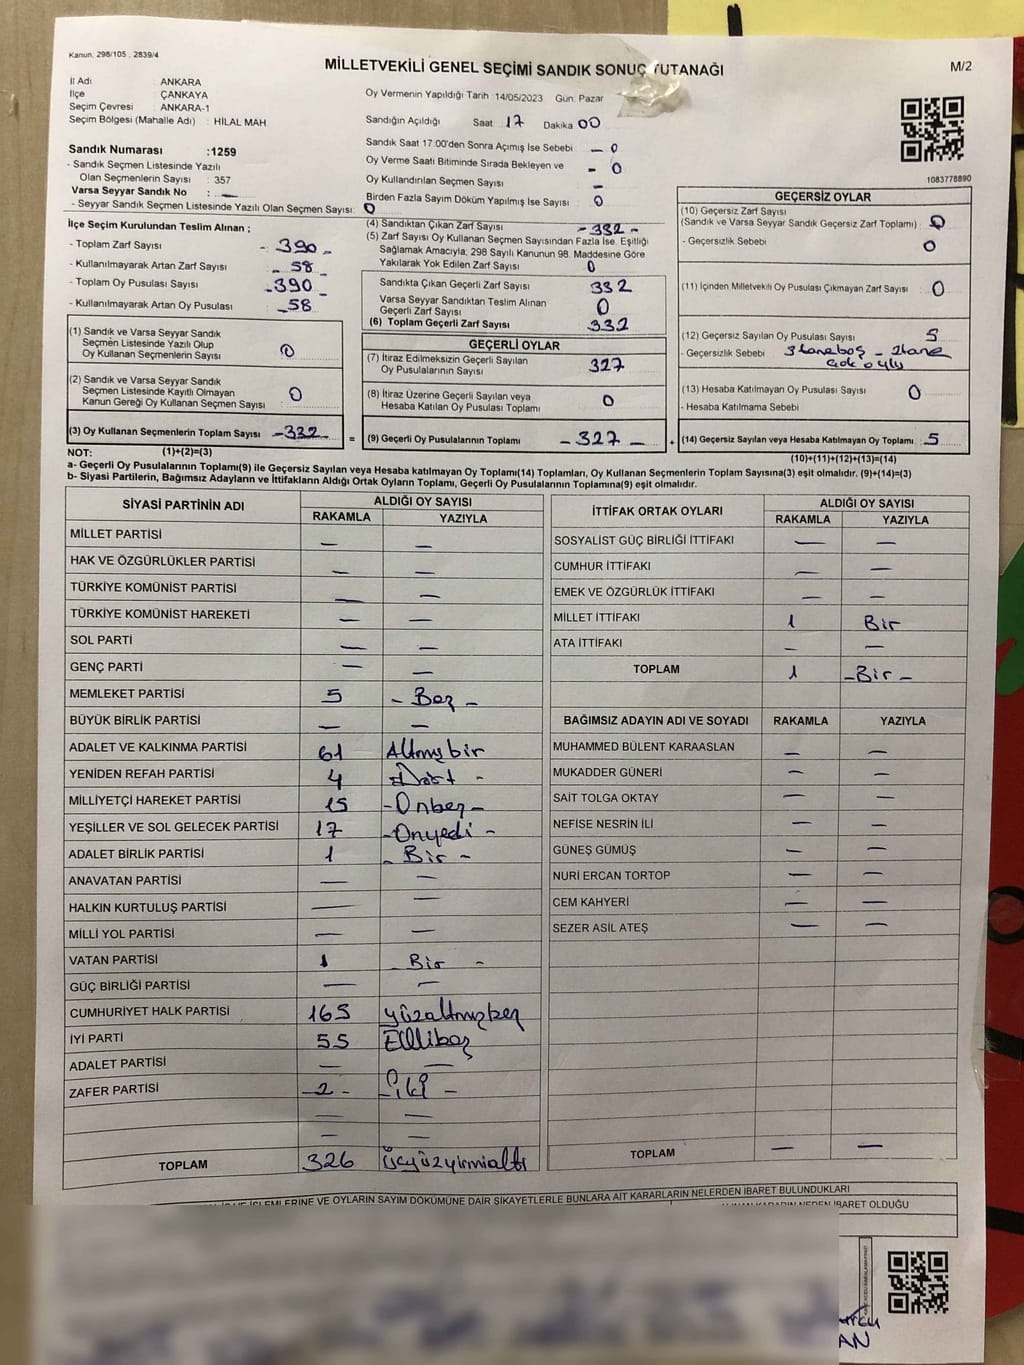 Kanun: 298/105 , 2839/4
MİLLETVEKİLİ GENEL SEÇİMİ SANDIK SONUÇ TUTANAĞI
M/2
İl Adı ANKARA
İlçe ÇANKAYA
Seçim Çevresi : ANKARA-1
Seçim Bölgesi (Mahalle Adı) : HİLAL MAH.
Sandık Numarası :1259
- Sandık Seçmen Listesinde Yazılı
Olan Seçmenlerin Sayısı : 357
Varsa Seyyar Sandık No : —
- Seyyar Sandık Seçmen Listesinde Yazılı Olan Seçmen Sayısı: 0
Oy Vermenin Yapıldığı Tarih :14/05/2023 Gün: Pazar
Sandığın Açıldığı Saat 17 Dakika 00
Sandık Saat 17:00'den Sonra Açımış İse Sebebi — 0
Oy Verme Saati Bitiminde Sırada Bekleyen ve - 0
Oy Kullandırılan Seçmen Sayısı —
Birden Fazla Sayım Döküm Yapılmış İse Sayısı 0
1083778890
İlçe Seçim Kurulundan Teslim Alınan ;
- Toplam Zarf Sayısı - 390 -
- Kullanılmayarak Artan Zarf Sayısı - 58 -
- Toplam Oy Pusulası Sayısı - 390 -
- Kullanılmayarak Artan Oy Pusulası - 58
(1) Sandık ve Varsa Seyyar Sandık
Seçmen Listesinde Yazılı Olup
Oy Kullanan Seçmenlerin Sayısı : 0
(2) Sandık ve Varsa Seyyar Sandık
Seçmen Listesinde Kayıtlı Olmayan
Kanun Gereği Oy Kullanan Seçmen Sayısı : 0
(3) Oy Kullanan Seçmenlerin Toplam Sayısı -332-
(4) Sandıktan Çıkan Zarf Sayısı -332-
(5) Zarf Sayısı Oy Kullanan Seçmen Sayısından Fazla İse. Eşitliği
Sağlamak Amacıyla, 298 Sayılı Kanunun 98. Maddesine Göre
Yakılarak Yok Edilen Zarf Sayısı 0
Sandıkta Çıkan Geçerli Zarf Sayısı 332
Varsa Seyyar Sandıktan Teslim Alınan
Geçerli Zarf Sayısı 0
(6) Toplam Geçerli Zarf Sayısı 332
GEÇERLİ OYLAR
(7) İtiraz Edilmeksizin Geçerli Sayılan
Oy Pusulalarının Sayısı 327
(8) İtiraz Üzerine Geçerli Sayılan veya
Hesaba Katılan Oy Pusulası Toplamı 0
= (9) Geçerli Oy Pusulalarının Toplamı - 327 -
GEÇERSİZ OYLAR
(10) Geçersiz Zarf Sayısı
(Sandık ve Varsa Seyyar Sandık Geçersiz Zarf Toplamı) : 0
- Geçersizlik Sebebi 0
(11) İçinden Milletvekili Oy Pusulası Çıkmayan Zarf Sayısı : 0
(12) Geçersiz Sayılan Oy Pusulası Sayısı : 5
- Geçersizlik Sebebi 3 tane boş - 2 tane
çok oylu
(13) Hesaba Katılmayan Oy Pusulası Sayısı : 0
- Hesaba Katılmama Sebebi
+ (14) Geçersiz Sayılan veya Hesaba Katılmayan Oy Toplamı : 5
NOT: (1)+(2)=(3)
(10)+(11)+(12)+(13)=(14)
a- Geçerli Oy Pusulalarının Toplamı(9) ile Geçersiz Sayılan veya Hesaba katılmayan Oy Toplamı(14) Toplamları, Oy Kullanan Seçmenlerin Toplam Sayısına(3) eşit olmalıdır. (9)+(14)=(3)
b- Siyasi Partilerin, Bağımsız Adayların ve İttifakların Aldığı Ortak Oyların Toplamı, Geçerli Oy Pusulalarının Toplamına(9) eşit olmalıdır.
SİYASİ PARTİNİN ADI ALDIĞI OY SAYISI
RAKAMLA YAZIYLA
MİLLET PARTİSİ — —
HAK VE ÖZGÜRLÜKLER PARTİSİ — —
TÜRKİYE KOMÜNİST PARTİSİ — —
TÜRKİYE KOMÜNİST HAREKETİ — —
SOL PARTİ — —
GENÇ PARTİ — —
MEMLEKET PARTİSİ 5 - Beş -
BÜYÜK BİRLİK PARTİSİ — —
ADALET VE KALKINMA PARTİSİ 61 Altmışbir
YENİDEN REFAH PARTİSİ 4 - Dört -
MİLLİYETÇİ HAREKET PARTİSİ 15 - Onbeş -
YEŞİLLER VE SOL GELECEK PARTİSİ 17 - Onyedi -
ADALET BİRLİK PARTİSİ 1 - Bir -
ANAVATAN PARTİSİ — —
HALKIN KURTULUŞ PARTİSİ — —
MİLLİ YOL PARTİSİ — —
VATAN PARTİSİ 1 - Bir -
GÜÇ BİRLİĞİ PARTİSİ — —
CUMHURİYET HALK PARTİSİ 165 yüzaltmışbeş
İYİ PARTİ 55 Ellibeş
ADALET PARTİSİ — —
ZAFER PARTİSİ - 2 - - İki -
— —
— —
TOPLAM 326 üçyüzyirmialtı
İTTİFAK ORTAK OYLARI ALDIĞI OY SAYISI
RAKAMLA YAZIYLA
SOSYALİST GÜÇ BİRLİĞİ İTTİFAKI — —
CUMHUR İTTİFAKI — —
EMEK VE ÖZGÜRLÜK İTTİFAKI — —
MİLLET İTTİFAKI 1 Bir
ATA İTTİFAKI — —
TOPLAM 1 - Bir -
BAĞIMSIZ ADAYIN ADI VE SOYADI RAKAMLA YAZIYLA
MUHAMMED BÜLENT KARAASLAN — —
MUKADDER GÜNERİ — —
SAİT TOLGA OKTAY — —
NEFİSE NESRİN İLİ — —
GÜNEŞ GÜMÜŞ — —
NURİ ERCAN TORTOP — —
CEM KAHYERİ — —
SEZER ASİL ATEŞ — —
TOPLAM — —
İŞLEMLERİNE VE OYLARIN SAYIM DÖKÜMÜNE DAİR ŞİKAYETLERLE BUNLARA AİT KARARLARIN NELERDEN İBARET BULUNDUKLARI
KARARIN NEDEN İBARET OLDUĞU